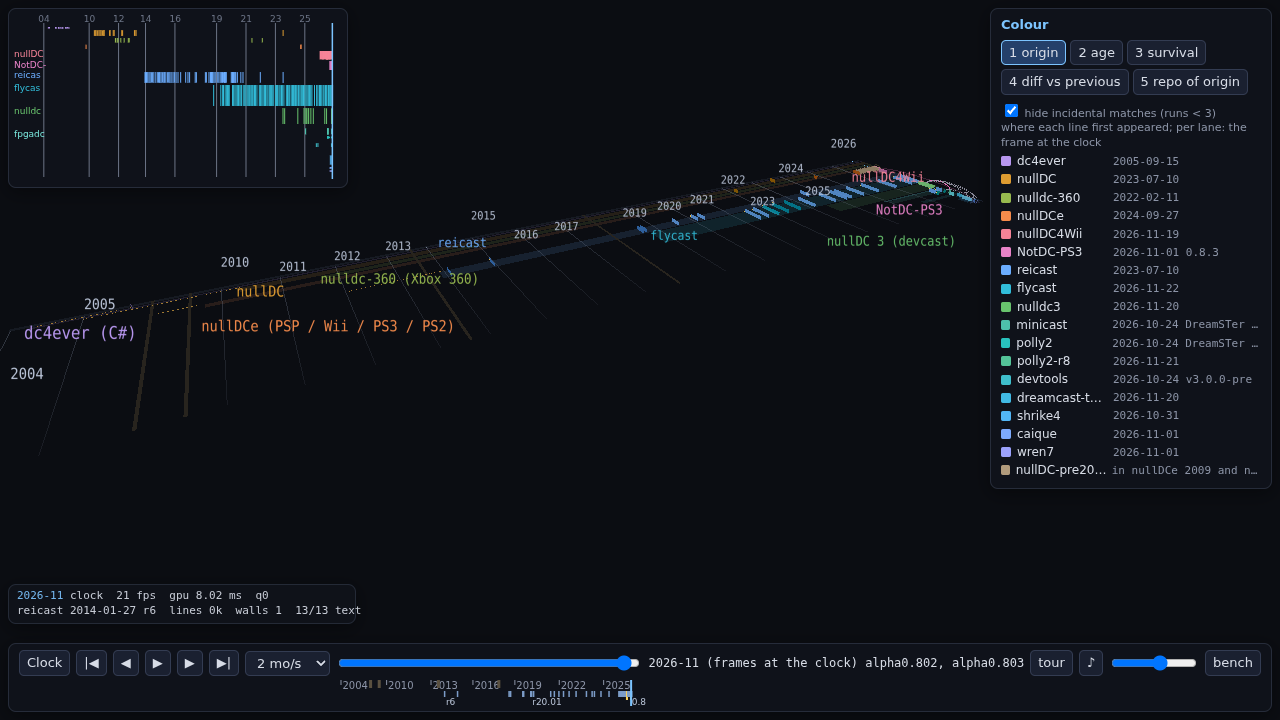 04 10 12 14 16 19 21 23 25
nullDC
NotDC-
reicas
flycas
nulldc
fpgadc
Colour
1 origin 2 age 3 survival
4 diff vs previous 5 repo of origin
hide incidental matches (runs < 3)
where each line first appeared; per lane: the
frame at the clock
dc4ever 2005-09-15
nullDC 2023-07-10
nulldc-360 2022-02-11
nullDCe 2024-09-27
nullDC4Wii 2026-11-19
NotDC-PS3 2026-11-01 0.8.3
reicast 2023-07-10
flycast 2026-11-22
nulldc3 2026-11-20
minicast 2026-10-24 DreamSTer …
polly2 2026-10-24 DreamSTer …
polly2-r8 2026-11-21
devtools 2026-10-24 v3.0.0-pre
dreamcast-t… 2026-11-20
shrike4 2026-10-31
caique 2026-11-01
wren7 2026-11-01
nullDC-pre20… in nullDCe 2009 and n…
2026
nullDC4Wii
2024
2022
2025
2021
2023
2020
NotDC-PS3
2019
2015
2017
2016
flycast
nullDC 3 (devcast)
reicast
2013
2012
2011
2010
nulldc-360 (Xbox 360)
nullDC
2005
nullDCe (PSP / Wii / PS3 / PS2)
dc4ever (C#)
2004
2026-11 clock 21 fps gpu 8.02 ms q0
reicast 2014-01-27 r6 lines 0k walls 1 13/13 text
Clock |◀ ◀ ▶ ▶ ▶| 2 mo/s 2026-11 (frames at the clock) alpha0.802, alpha0.803 tour ♪ bench
2004 2010 2013 2016 2019 2022 2025
r6 r20.01 0.8